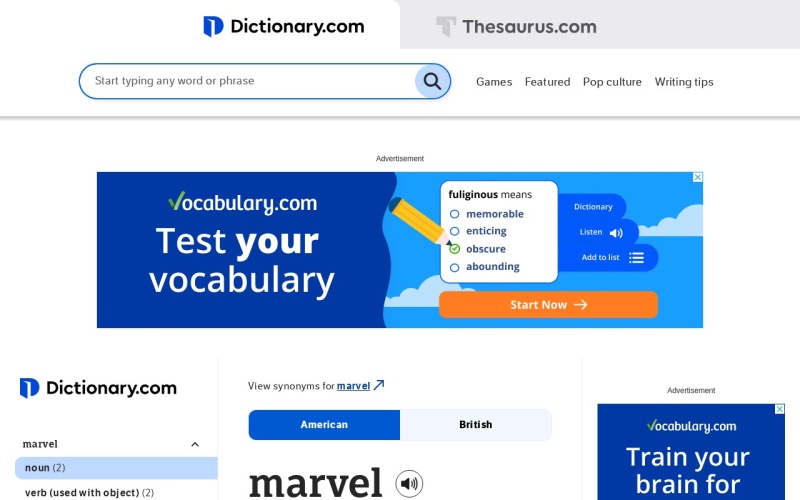 Dictionary.com
Thesaurus.com
Start typing any word or phrase
Games
Featured
Pop culture
Writing tips
Advertisement
Vocabulary.com
Test your
vocabulary
fuliginous means
memorable
enticing
obscure
abounding
Dictionary
Listen
Add to list
Start Now
Dictionary.com
marvel
noun (2)
verb (used with object) (2)
View synonyms for marvel
American
British
marvel
Advertisement
Vocabulary.com
Train your
brain for